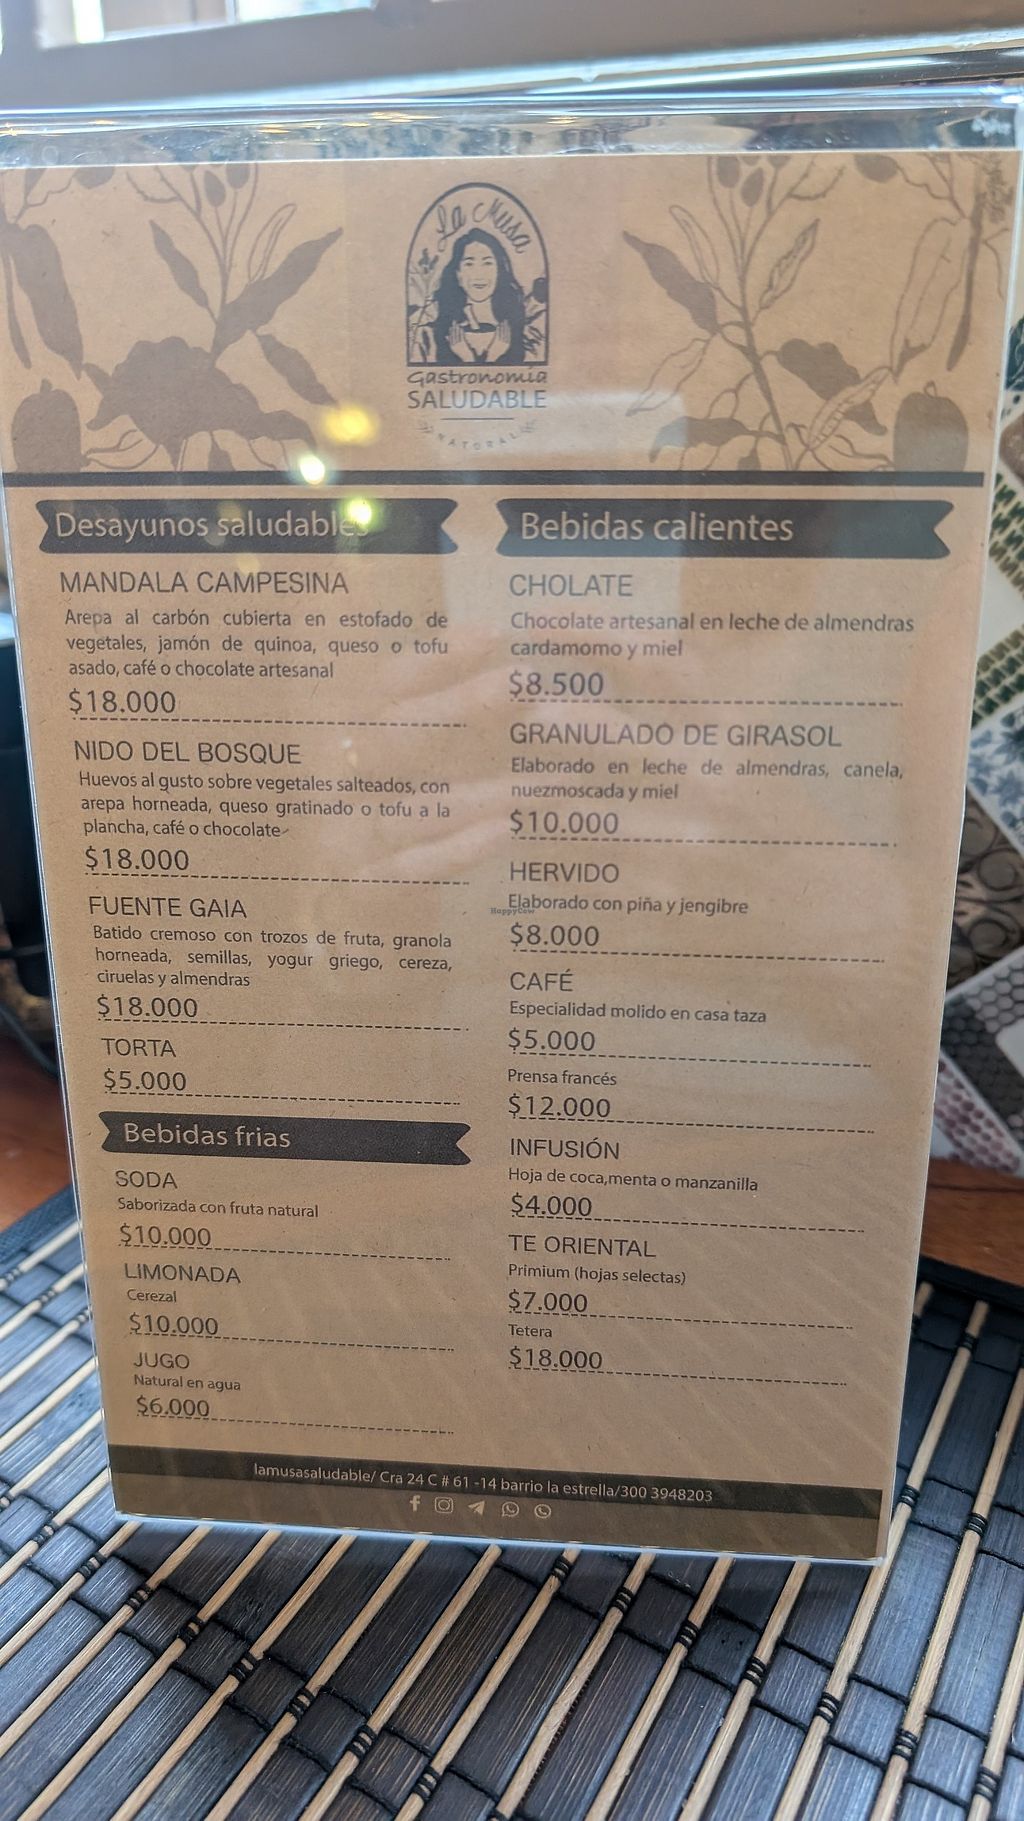 La Musa
Gastronomía
SALUDABLE
NATURAL
Desayunos saludables
MANDALA CAMPESINA
Arepa al carbón cubierta en estofado de
vegetales, jamón de quinoa, queso o tofu
asado, café o chocolate artesanal
$18.000
NIDO DEL BOSQUE
Huevos al gusto sobre vegetales salteados, con
arepa horneada, queso gratinado o tofu a la
plancha, café o chocolate
$18.000
FUENTE GAIA
Batido cremoso con trozos de fruta, granola
horneada, semillas, yogur griego, cereza,
ciruelas y almendras
$18.000
TORTA
$5.000
Bebidas frias
SODA
Saborizada con fruta natural
$10.000
LIMONADA
Cerezal
$10.000
JUGO
Natural en agua
$6.000
Bebidas calientes
CHOLATE
Chocolate artesanal en leche de almendras
cardamomo y miel
$8.500
GRANULADO DE GIRASOL
Elaborado en leche de almendras, canela,
nuezmoscada y miel
$10.000
HERVIDO
Elaborado con piña y jengibre
HappyCow
$8.000
CAFÉ
Especialidad molido en casa taza
$5.000
Prensa francés
$12.000
INFUSIÓN
Hoja de coca,menta o manzanilla
$4.000
TE ORIENTAL
Primium (hojas selectas)
$7.000
Tetera
$18.000
lamusasaludable/ Cra 24 C # 61 -14 barrio la estrella/300 3948203